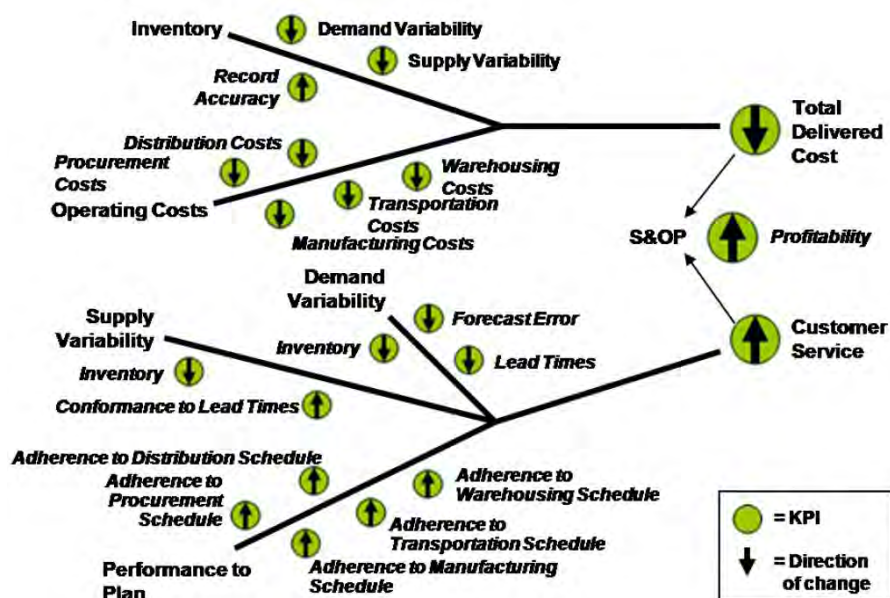 Inventory
Demand Variability
Supply Variability
Record
Accuracy
Total
Delivered
Cost
Distribution Costs
Procurement
Costs
Operating Costs
Warehousing
Costs
Transportation
Costs
Manufacturing Costs
S&OP
Profitability
Demand
Variability
Forecast Error
Inventory
Lead Times
Supply
Variability
Inventory
Conformance to Lead Times
Customer
Service
Adherence to Distribution Schedule
Adherence to
Procurement
Schedule
Adherence to
Warehousing Schedule
Adherence to
Transportation Schedule
Adherence to Manufacturing
Schedule
Performance to
Plan
= KPI
= Direction
of change